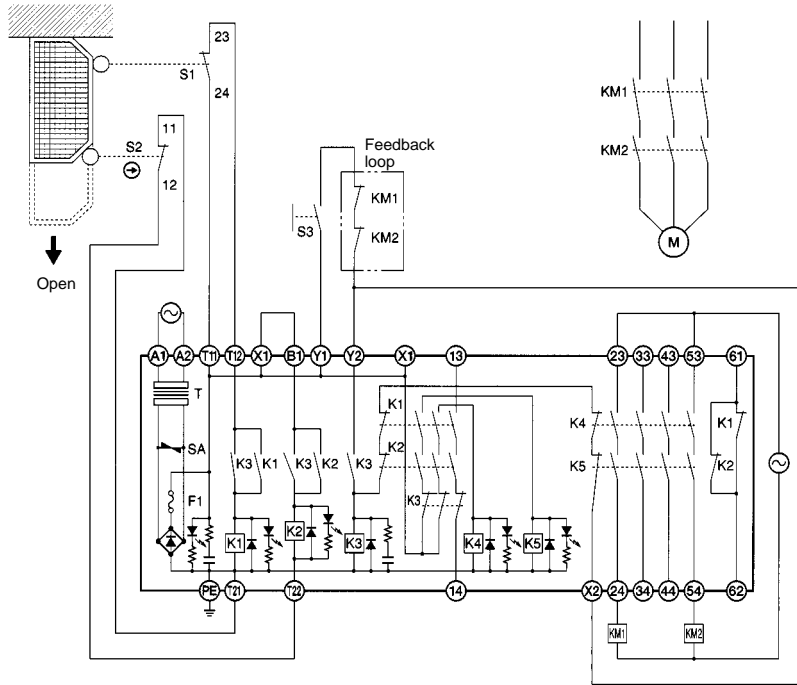 23
S1
24
11
S2
12
Open
Feedback
loop
KM1
KM2
S3
KM1
KM2
M
A1 A2 T11 T12 X1 B1 Y1 Y2 X1 13 23 33 43 53 61
T
SA
F1
K3 K1 K3 K2 K3
K1
K2
K3
K4
K5
K1
K2
K1 K2 K3 K4 K5
PE T21 T22 14 X2 24 34 44 54 62
KM1 KM2